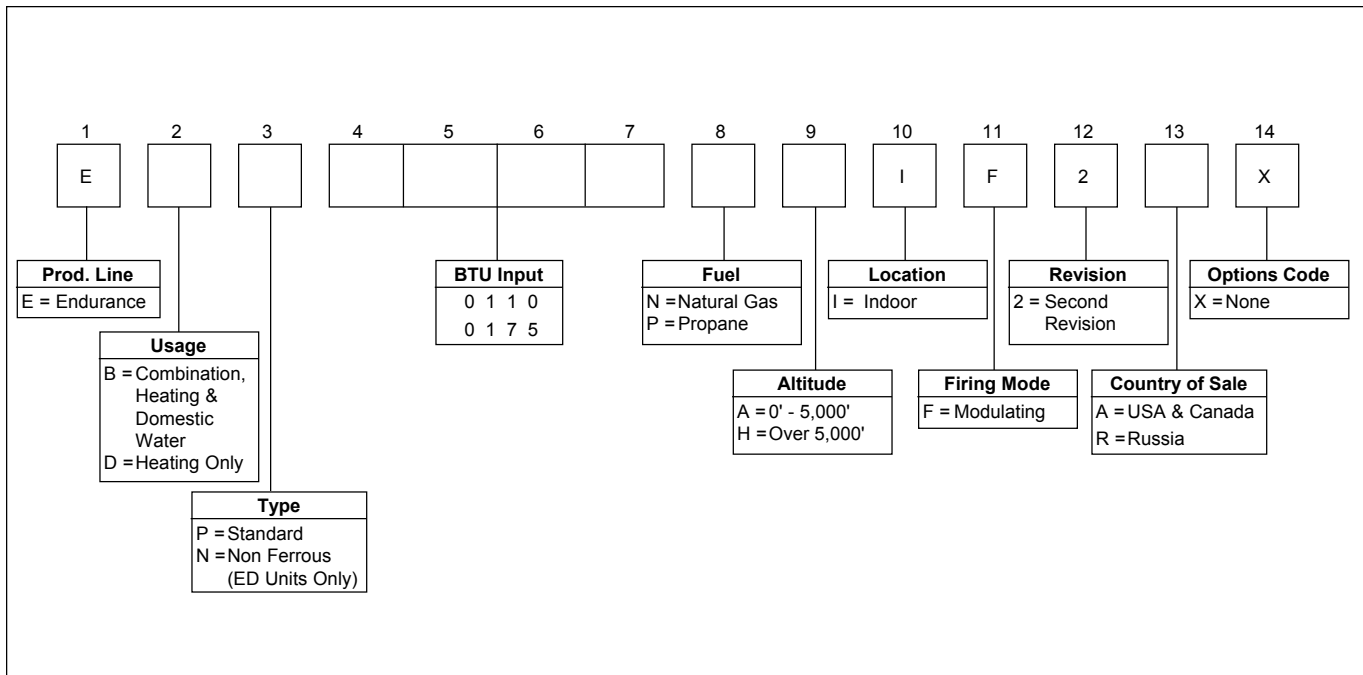 1 2 3 4 5 6 7 8 9 10 11 12 13 14
E I F 2 X
Prod. Line
E = Endurance
Usage
B = Combination,
Heating &
Domestic
Water
D = Heating Only
Type
P = Standard
N = Non Ferrous
(ED Units Only)
BTU Input
0 1 1 0
0 1 7 5
Fuel
N = Natural Gas
P = Propane
Altitude
A = 0' - 5,000'
H = Over 5,000'
Location
I = Indoor
Firing Mode
F = Modulating
Revision
2 = Second
Revision
Country of Sale
A = USA & Canada
R = Russia
Options Code
X = None